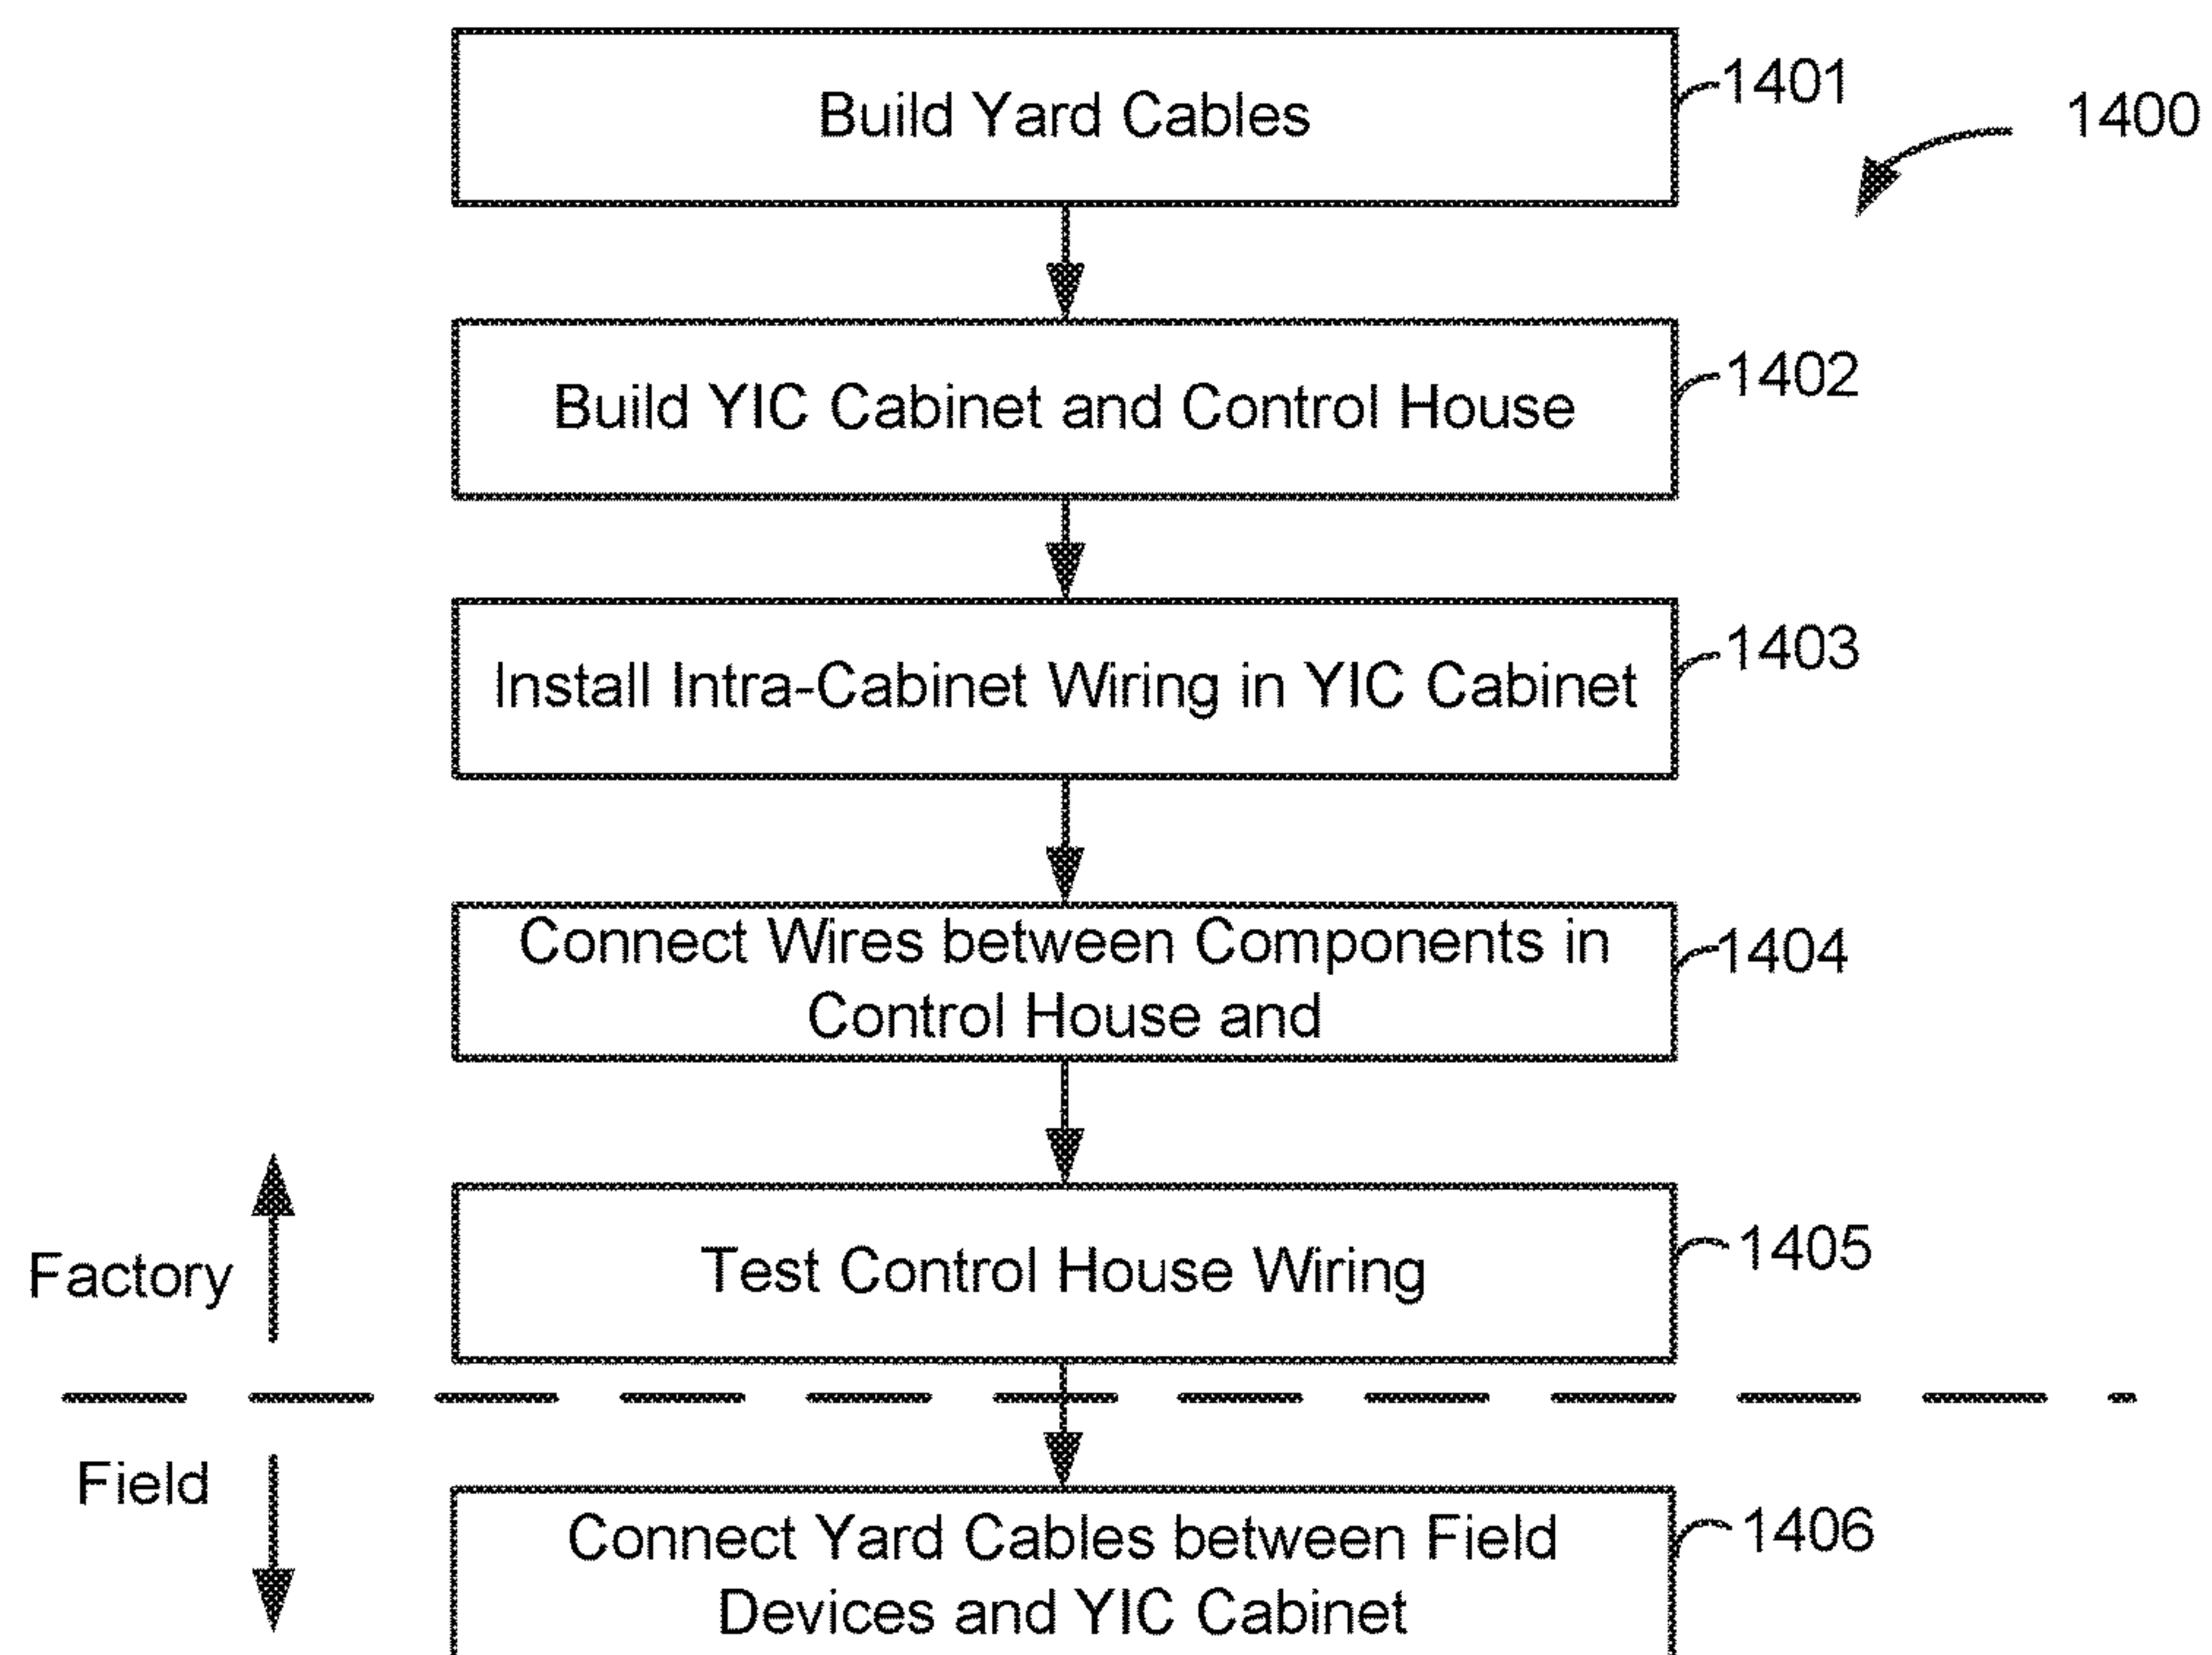 Build Yard Cables
1401
1400
Build YIC Cabinet and Control House
1402
Install Intra-Cabinet Wiring in YIC Cabinet
1403
Connect Wires between Components in
Control House and
1404
Test Control House Wiring
1405
Factory
Field
Connect Yard Cables between Field
Devices and YIC Cabinet
1406